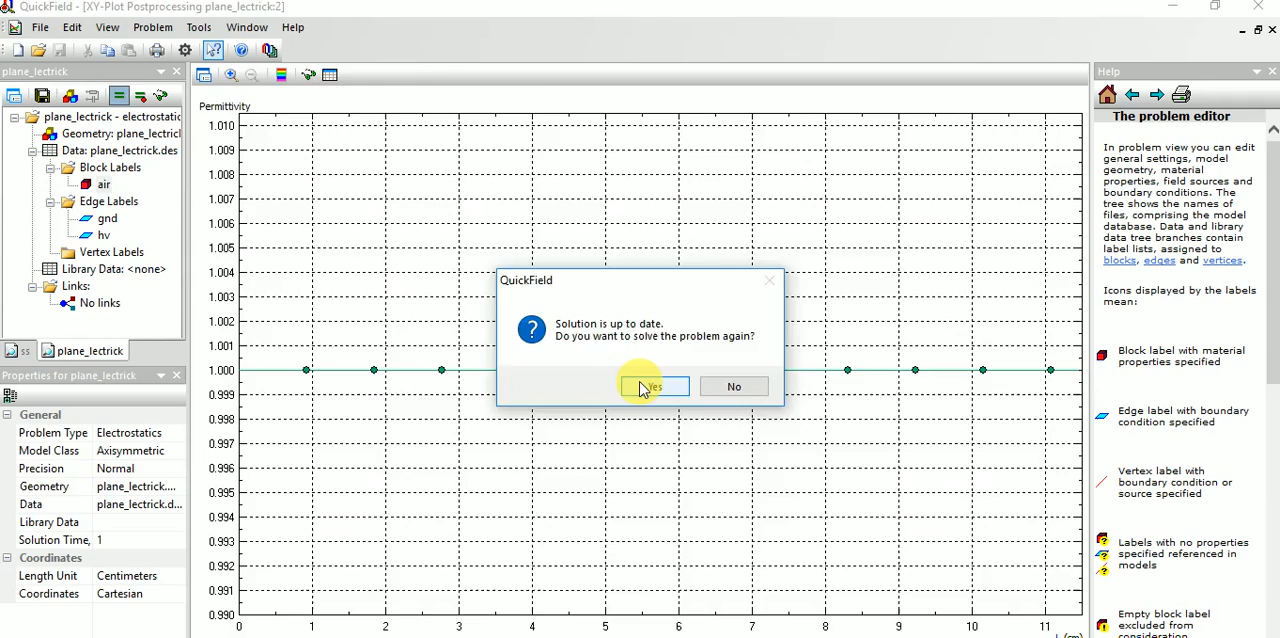 QuickField - [XY-Plot Postprocessing plane_lectrick:2]
File Edit View Problem Tools Window Help
plane_lectrick
plane_lectrick - electrostatic
Geometry: plane_lectric
Data: plane_lectrick.des
Block Labels
air
Edge Labels
gnd
hv
Vertex Labels
Library Data: <none>
Links:
No links
ss plane_lectrick
Properties for plane_lectrick
General
Problem Type Electrostatics
Model Class Axisymmetric
Precision Normal
Geometry plane_lectrick....
Data plane_lectrick.d...
Library Data
Solution Time, 1
Coordinates
Length Unit Centimeters
Coordinates Cartesian
Permittivity
1.010
1.009
1.008
1.007
1.006
1.005
1.004
1.003
1.002
1.001
1.000
0.999
0.998
0.997
0.996
0.995
0.994
0.993
0.992
0.991
0.990
0 1 2 3 4 5 6 7 8 9 10 11
L (cm)
QuickField
Solution is up to date.
Do you want to solve the problem again?
Yes No
Help
The problem editor
In problem view you can edit
general settings, model
geometry, material
properties, field sources and
boundary conditions. The
tree shows the names of
files, comprising the model
database. Data and library
data tree branches contain
label lists, assigned to
blocks, edges and vertices.
Icons displayed by the labels
mean:
Block label with material
properties specified
Edge label with boundary
condition specified
Vertex label with
boundary condition or
source specified
Labels with no properties
specified referenced in
models
Empty block label
excluded from
consideration